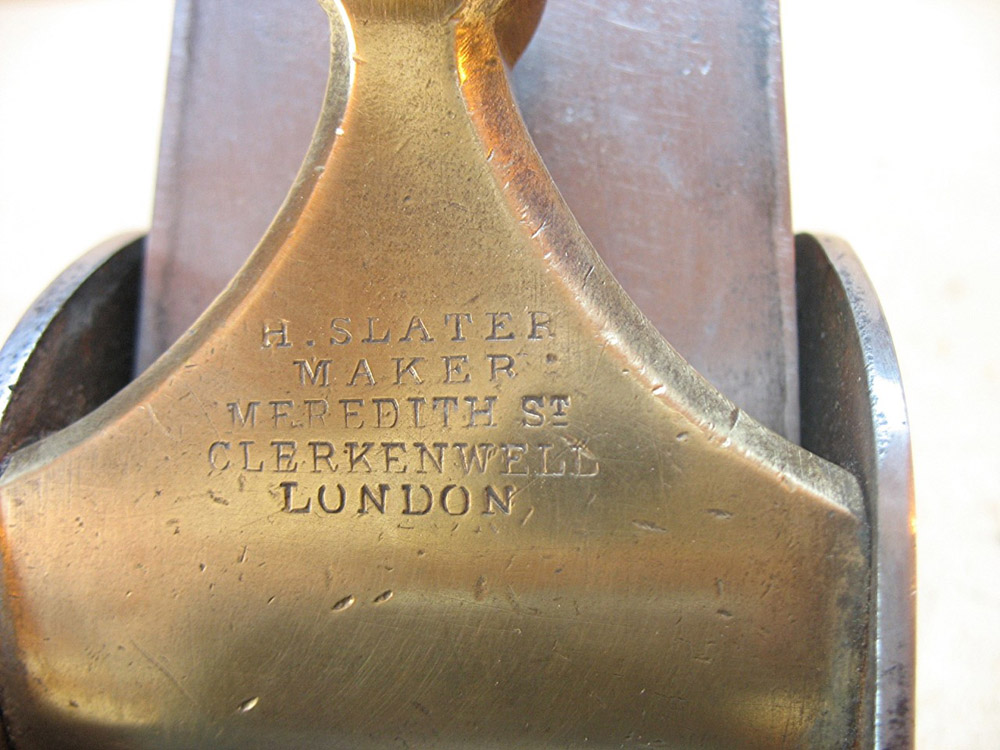 H. SLATER
MAKER
MEREDITH ST
CLERKENWELL
LONDON